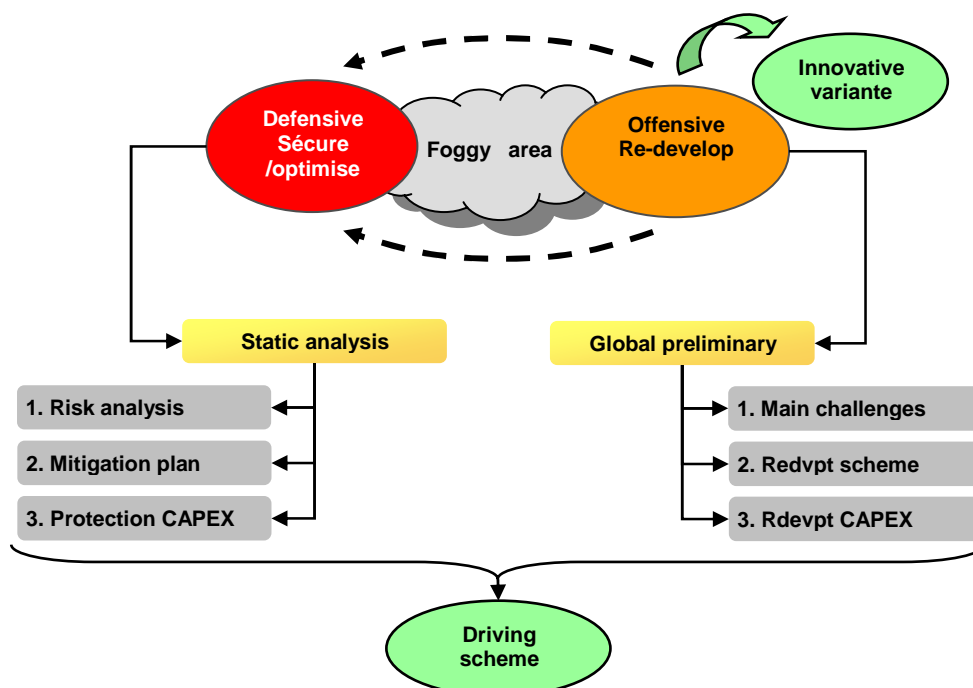 Innovative
variante
Defensive
Sécure
/optimise
Foggy area
Offensive
Re-develop
Static analysis
Global preliminary
1. Risk analysis
2. Mitigation plan
3. Protection CAPEX
1. Main challenges
2. Redvpt scheme
3. Rdevpt CAPEX
Driving
scheme